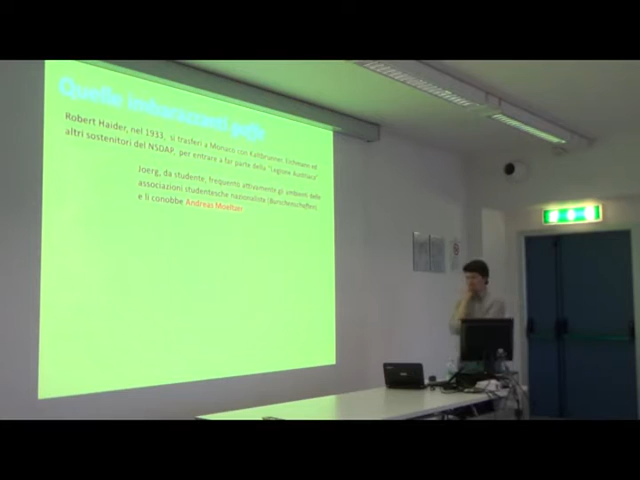 Quelle imbarazzanti gaffe
Robert Haider, nel 1933, si trasferì a Monaco con Kaltbrunner, Eichmann ed
altri sostenitori del NSDAP, per entrare a far parte della "Legione Austriaca"
Joerg, da studente, frequentò attivamente gli ambienti delle
associazioni studentesche nazionaliste (Burschenschaften)
e lì conobbe Andreas Moelzer